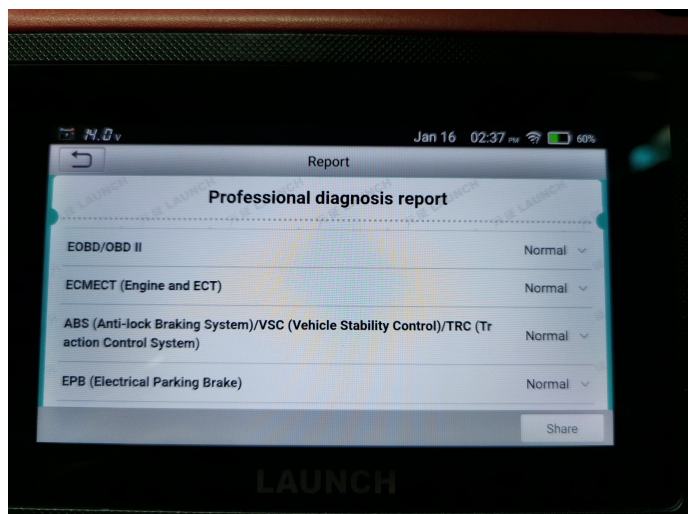 14.0 v
Jan 16 02:37 PM 60%
Report
Professional diagnosis report
EOBD/OBD II Normal
ECMECT (Engine and ECT) Normal
ABS (Anti-lock Braking System)/VSC (Vehicle Stability Control)/TRC (Tr
action Control System) Normal
EPB (Electrical Parking Brake) Normal
Share
LAUNCH